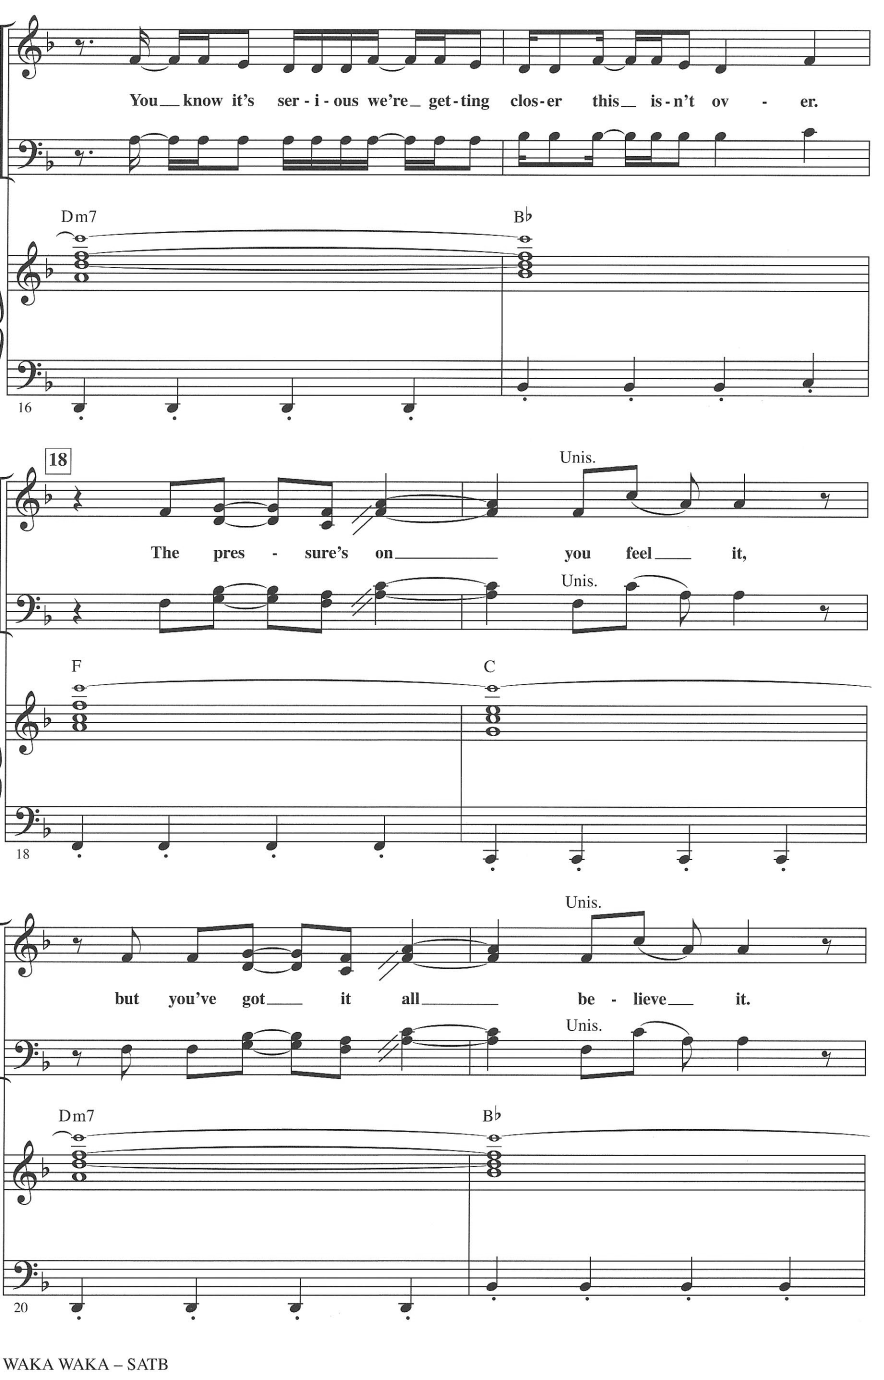 You know it's ser - i - ous we're get - ting clos - er this is - n't ov - er.
Dm7 B♭
16
18
Unis.
The pres - sure's on you feel it,
Unis.
F C
18
Unis.
but you've got it all be - lieve it.
Unis.
Dm7 B♭
20
WAKA WAKA – SATB